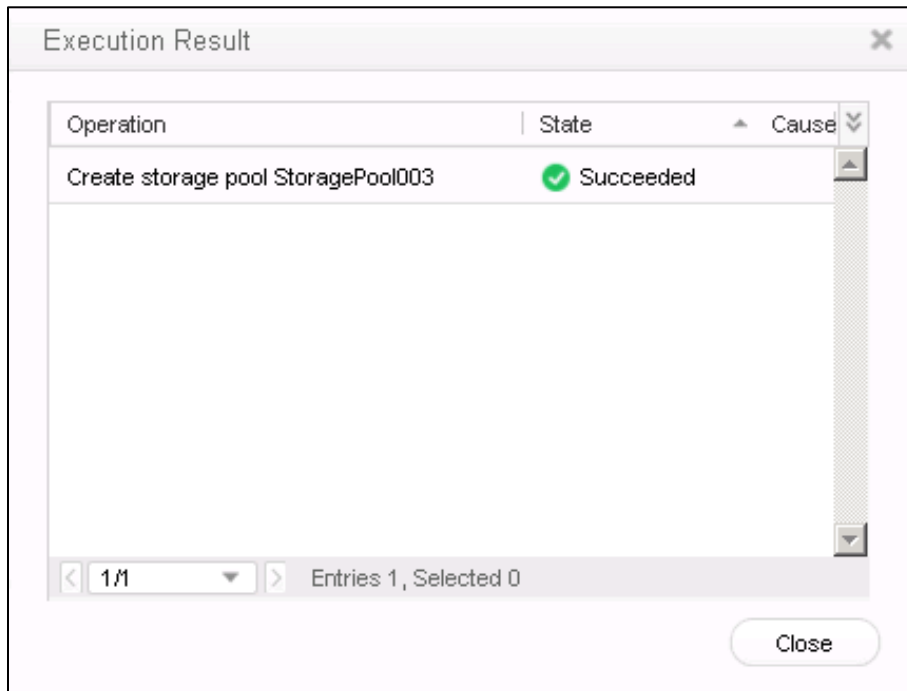 Execution Result
Operation State Cause
Create storage pool StoragePool003 Succeeded
1/1 Entries 1, Selected 0
Close